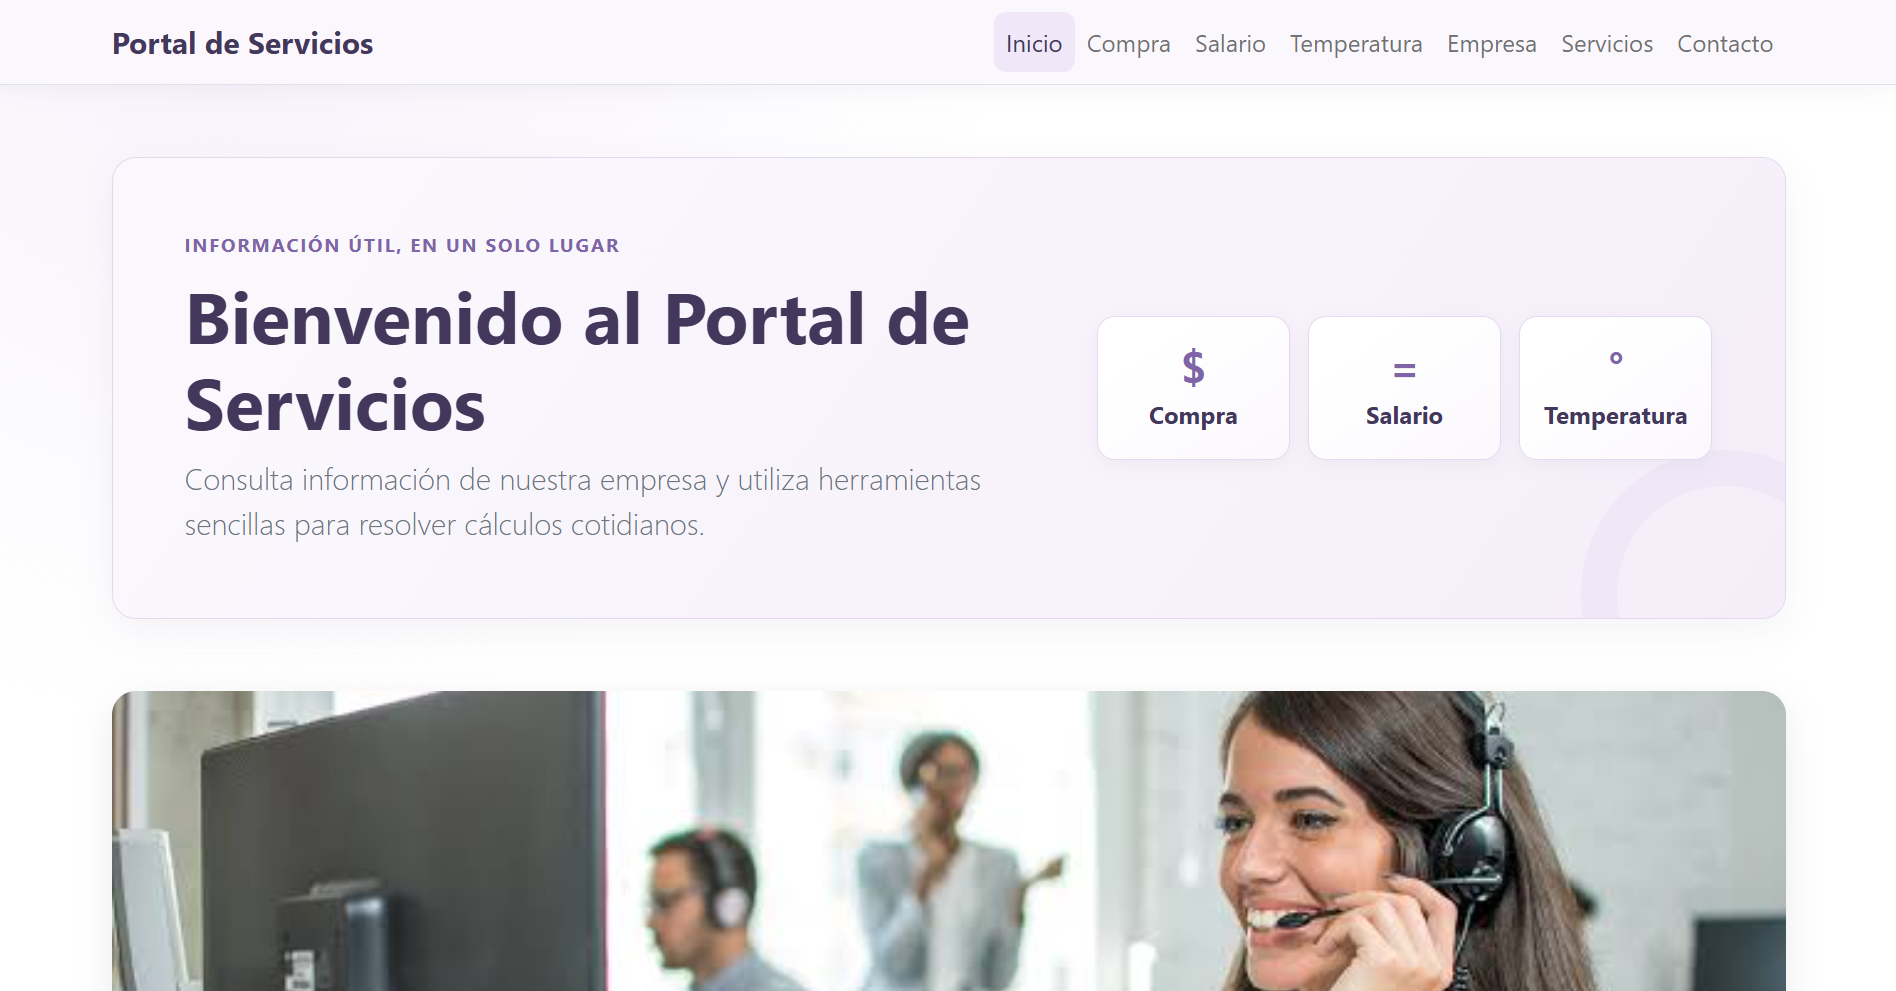 Portal de Servicios
Inicio Compra Salario Temperatura Empresa Servicios Contacto
INFORMACIÓN ÚTIL, EN UN SOLO LUGAR
Bienvenido al Portal de
Servicios
Consulta información de nuestra empresa y utiliza herramientas
sencillas para resolver cálculos cotidianos.
$ = °
Compra Salario Temperatura